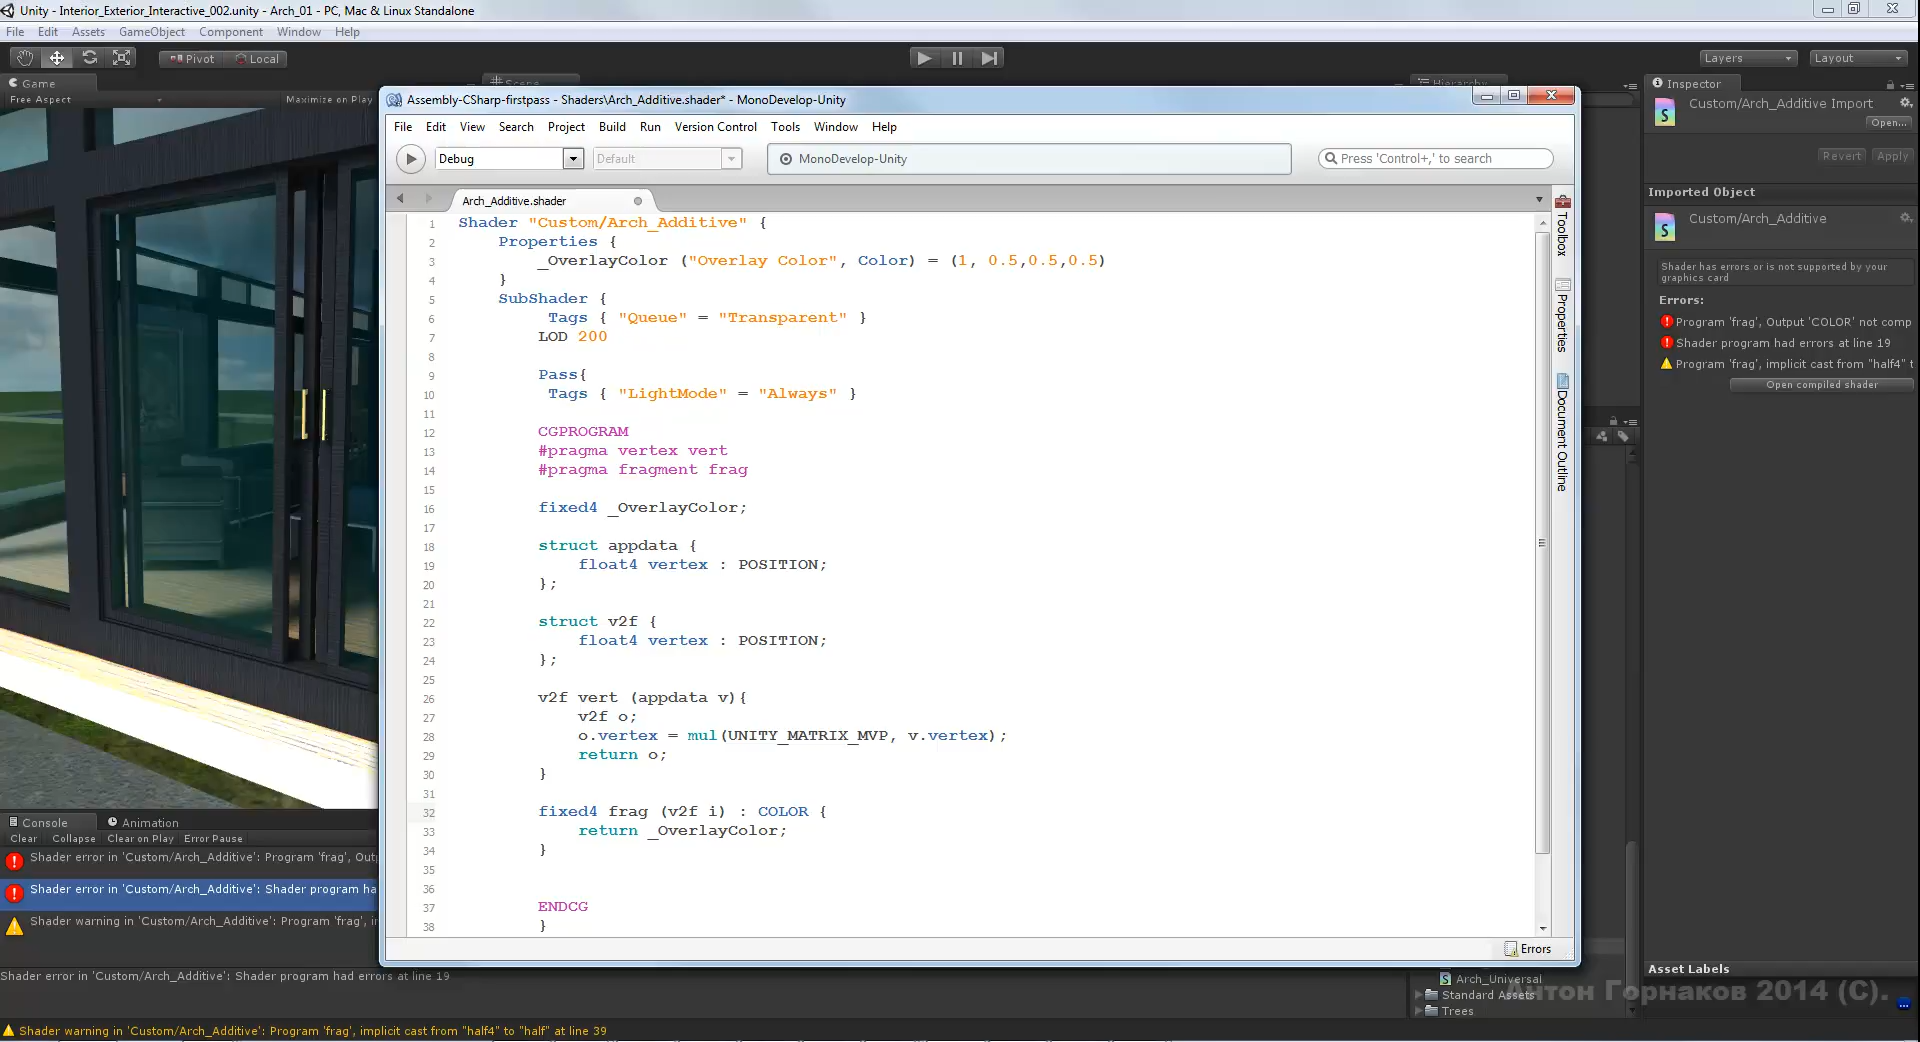 Unity - Interior_Exterior_Interactive_002.unity - Arch_01 - PC, Mac & Linux Standalone
File Edit Assets GameObject Component Window Help
Pivot Local Layers Layout
Game Scene Hierarchy Inspector
Free Aspect Maximize on Play
Custom/Arch_Additive Import
Open...
Revert Apply
Imported Object
Custom/Arch_Additive
Shader has errors or is not supported by your
graphics card
Errors:
Program 'frag', Output 'COLOR' not comp
Shader program had errors at line 19
Program 'frag', implicit cast from "half4" t
Open compiled shader
Assembly-CSharp-firstpass - Shaders\Arch_Additive.shader* - MonoDevelop-Unity
File Edit View Search Project Build Run Version Control Tools Window Help
Debug Default MonoDevelop-Unity Press 'Control+,' to search
Arch_Additive.shader
Toolbox
Properties
Document Outline
1 Shader "Custom/Arch_Additive" {
2 Properties {
3 _OverlayColor ("Overlay Color", Color) = (1, 0.5,0.5,0.5)
4 }
5 SubShader {
6 Tags { "Queue" = "Transparent" }
7 LOD 200
8
9 Pass{
10 Tags { "LightMode" = "Always" }
11
12 CGPROGRAM
13 #pragma vertex vert
14 #pragma fragment frag
15
16 fixed4 _OverlayColor;
17
18 struct appdata {
19 float4 vertex : POSITION;
20 };
21
22 struct v2f {
23 float4 vertex : POSITION;
24 };
25
26 v2f vert (appdata v){
27 v2f o;
28 o.vertex = mul(UNITY_MATRIX_MVP, v.vertex);
29 return o;
30 }
31
32 fixed4 frag (v2f i) : COLOR {
33 return _OverlayColor;
34 }
35
36
37 ENDCG
38 }
Errors
Console Animation
Clear Collapse Clear on Play Error Pause
Shader error in 'Custom/Arch_Additive': Program 'frag', Out
Shader error in 'Custom/Arch_Additive': Shader program ha
Shader warning in 'Custom/Arch_Additive': Program 'frag', i
Shader error in 'Custom/Arch_Additive': Shader program had errors at line 19
Arch_Universal
Standard Assets
Trees
Asset Labels
Антон Горнаков 2014 (C).
Shader warning in 'Custom/Arch_Additive': Program 'frag', implicit cast from "half4" to "half" at line 39